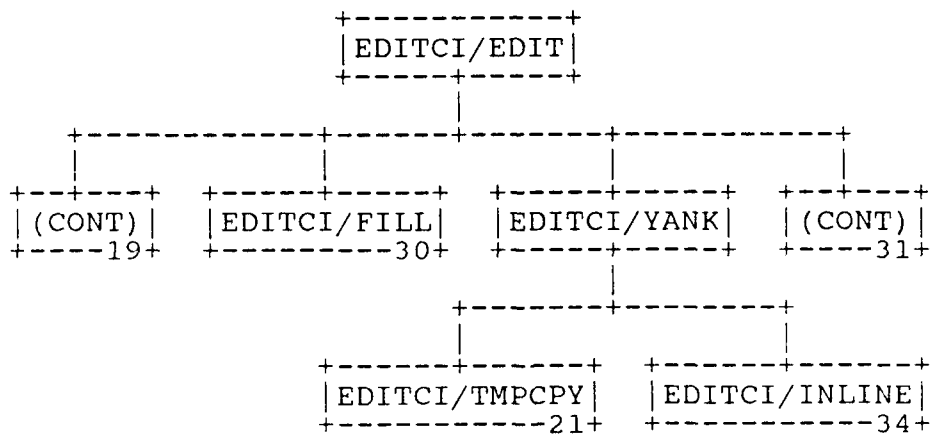 EDITCI/EDIT
(CONT) EDITCI/FILL EDITCI/YANK (CONT)
19 30 31
EDITCI/TMPCPY EDITCI/INLINE
21 34